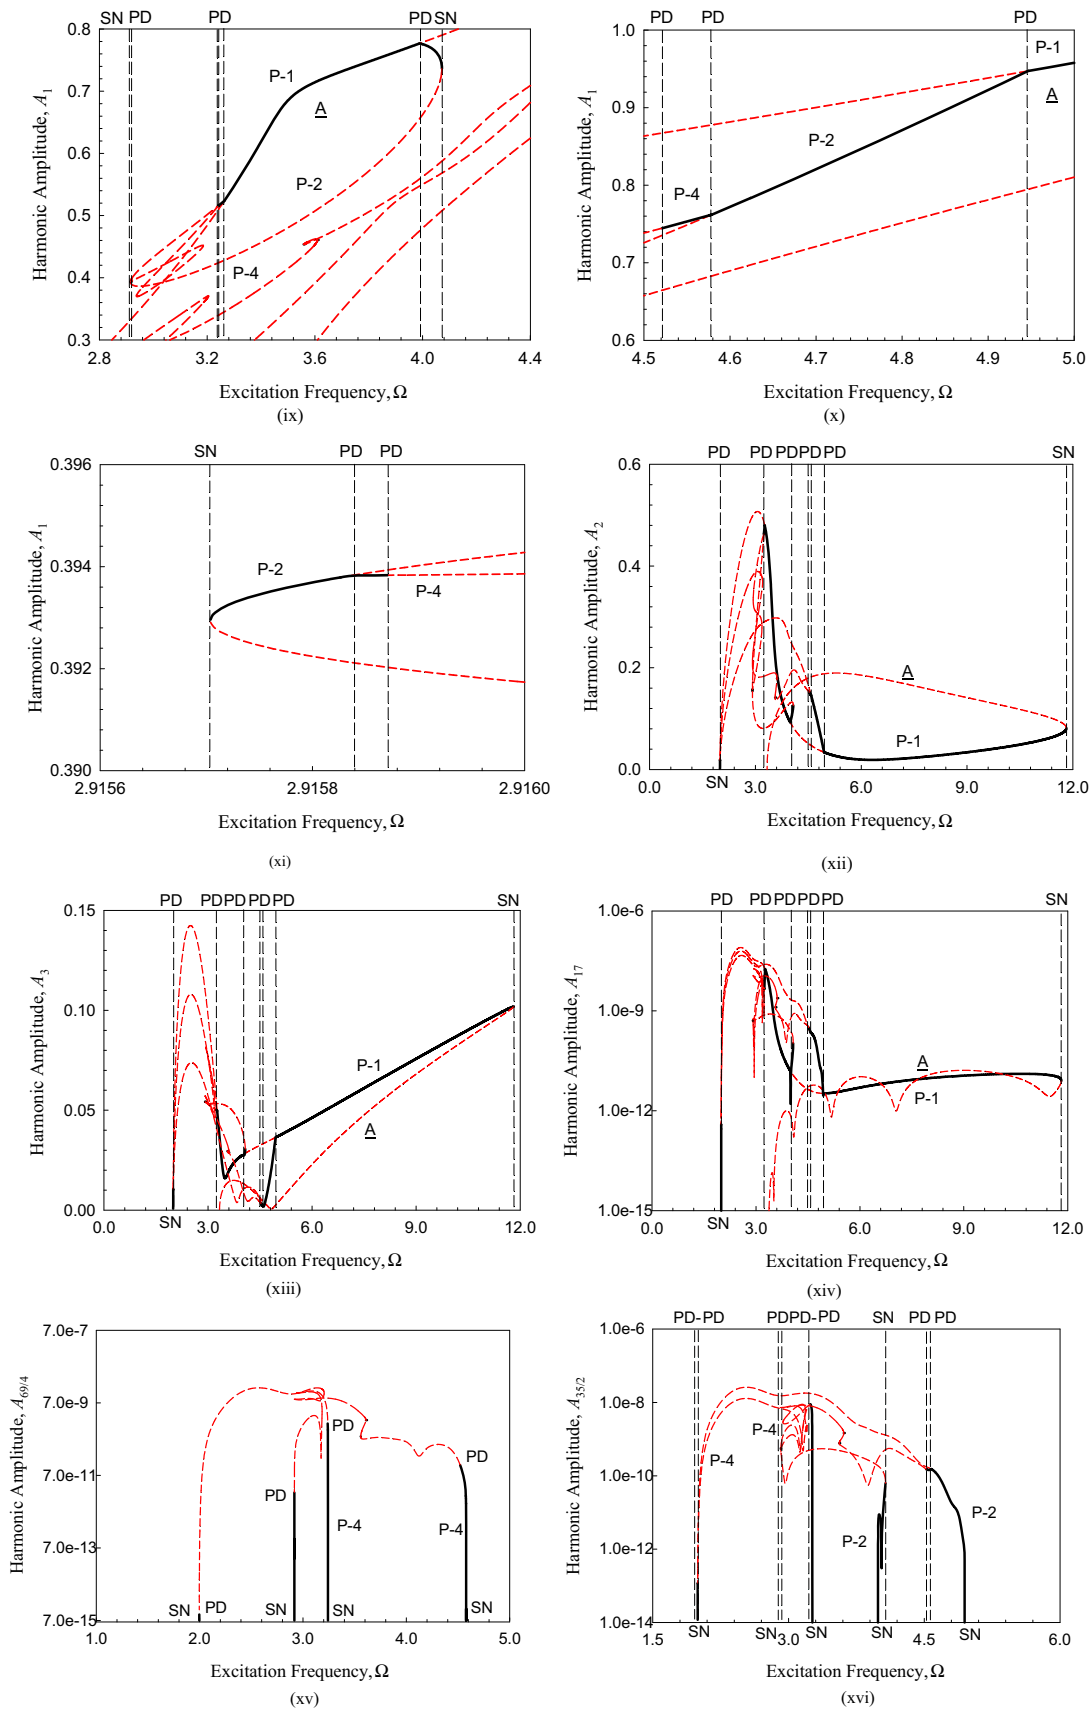 SN PD PD PD SN
0.8
0.7
0.6
0.5
0.4
0.3
Harmonic Amplitude, A1
P-1
A
P-2
P-4
2.8 3.2 3.6 4.0 4.4
Excitation Frequency, Ω
(ix)
PD PD PD
1.0
0.9
0.8
0.7
0.6
Harmonic Amplitude, A1
P-1
A
P-2
P-4
4.5 4.6 4.7 4.8 4.9 5.0
Excitation Frequency, Ω
(x)
SN PD PD
0.396
0.394
0.392
0.390
Harmonic Amplitude, A1
P-2
P-4
2.9156 2.9158 2.9160
Excitation Frequency, Ω
(xi)
PD PD PD PD PD SN
0.6
0.4
0.2
0.0
Harmonic Amplitude, A2
A
P-1
SN
0.0 3.0 6.0 9.0 12.0
Excitation Frequency, Ω
(xii)
PD PD PD PD PD SN
0.15
0.10
0.05
0.00
Harmonic Amplitude, A3
P-1
A
SN
0.0 3.0 6.0 9.0 12.0
Excitation Frequency, Ω
(xiii)
PD PD PD PD PD SN
1.0e-6
1.0e-9
1.0e-12
1.0e-15
Harmonic Amplitude, A17
A
P-1
SN
0.0 3.0 6.0 9.0 12.0
Excitation Frequency, Ω
(xiv)
7.0e-7
7.0e-9
7.0e-11
7.0e-13
7.0e-15
Harmonic Amplitude, A69/4
PD
PD
PD
P-4
P-4
SN PD SN SN SN
1.0 2.0 3.0 4.0 5.0
Excitation Frequency, Ω
(xv)
PD-PD PD PD-PD SN PD PD
1.0e-6
1.0e-8
1.0e-10
1.0e-12
1.0e-14
Harmonic Amplitude, A35/2
P-4
P-4
P-2
P-2
SN SN SN SN SN
1.5 3.0 4.5 6.0
Excitation Frequency, Ω
(xvi)